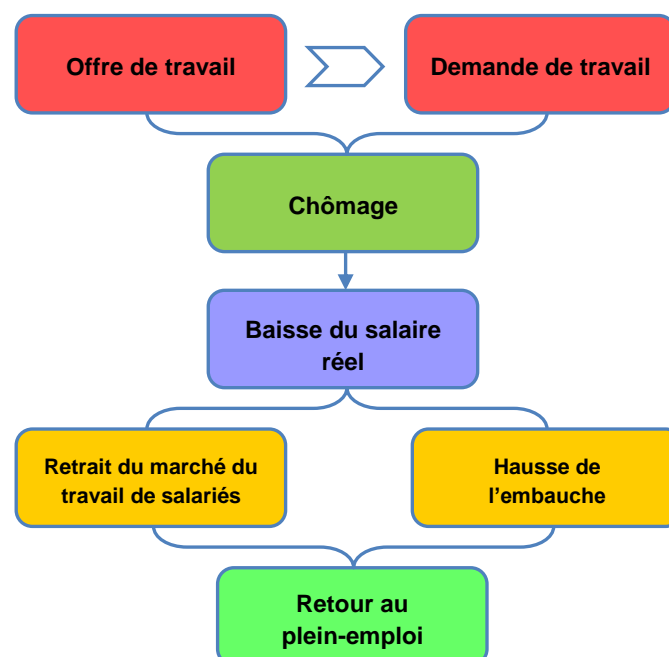 Offre de travail
Demande de travail
Chômage
Baisse du salaire
réel
Retrait du marché du
travail de salariés
Hausse de
l’embauche
Retour au
plein-emploi